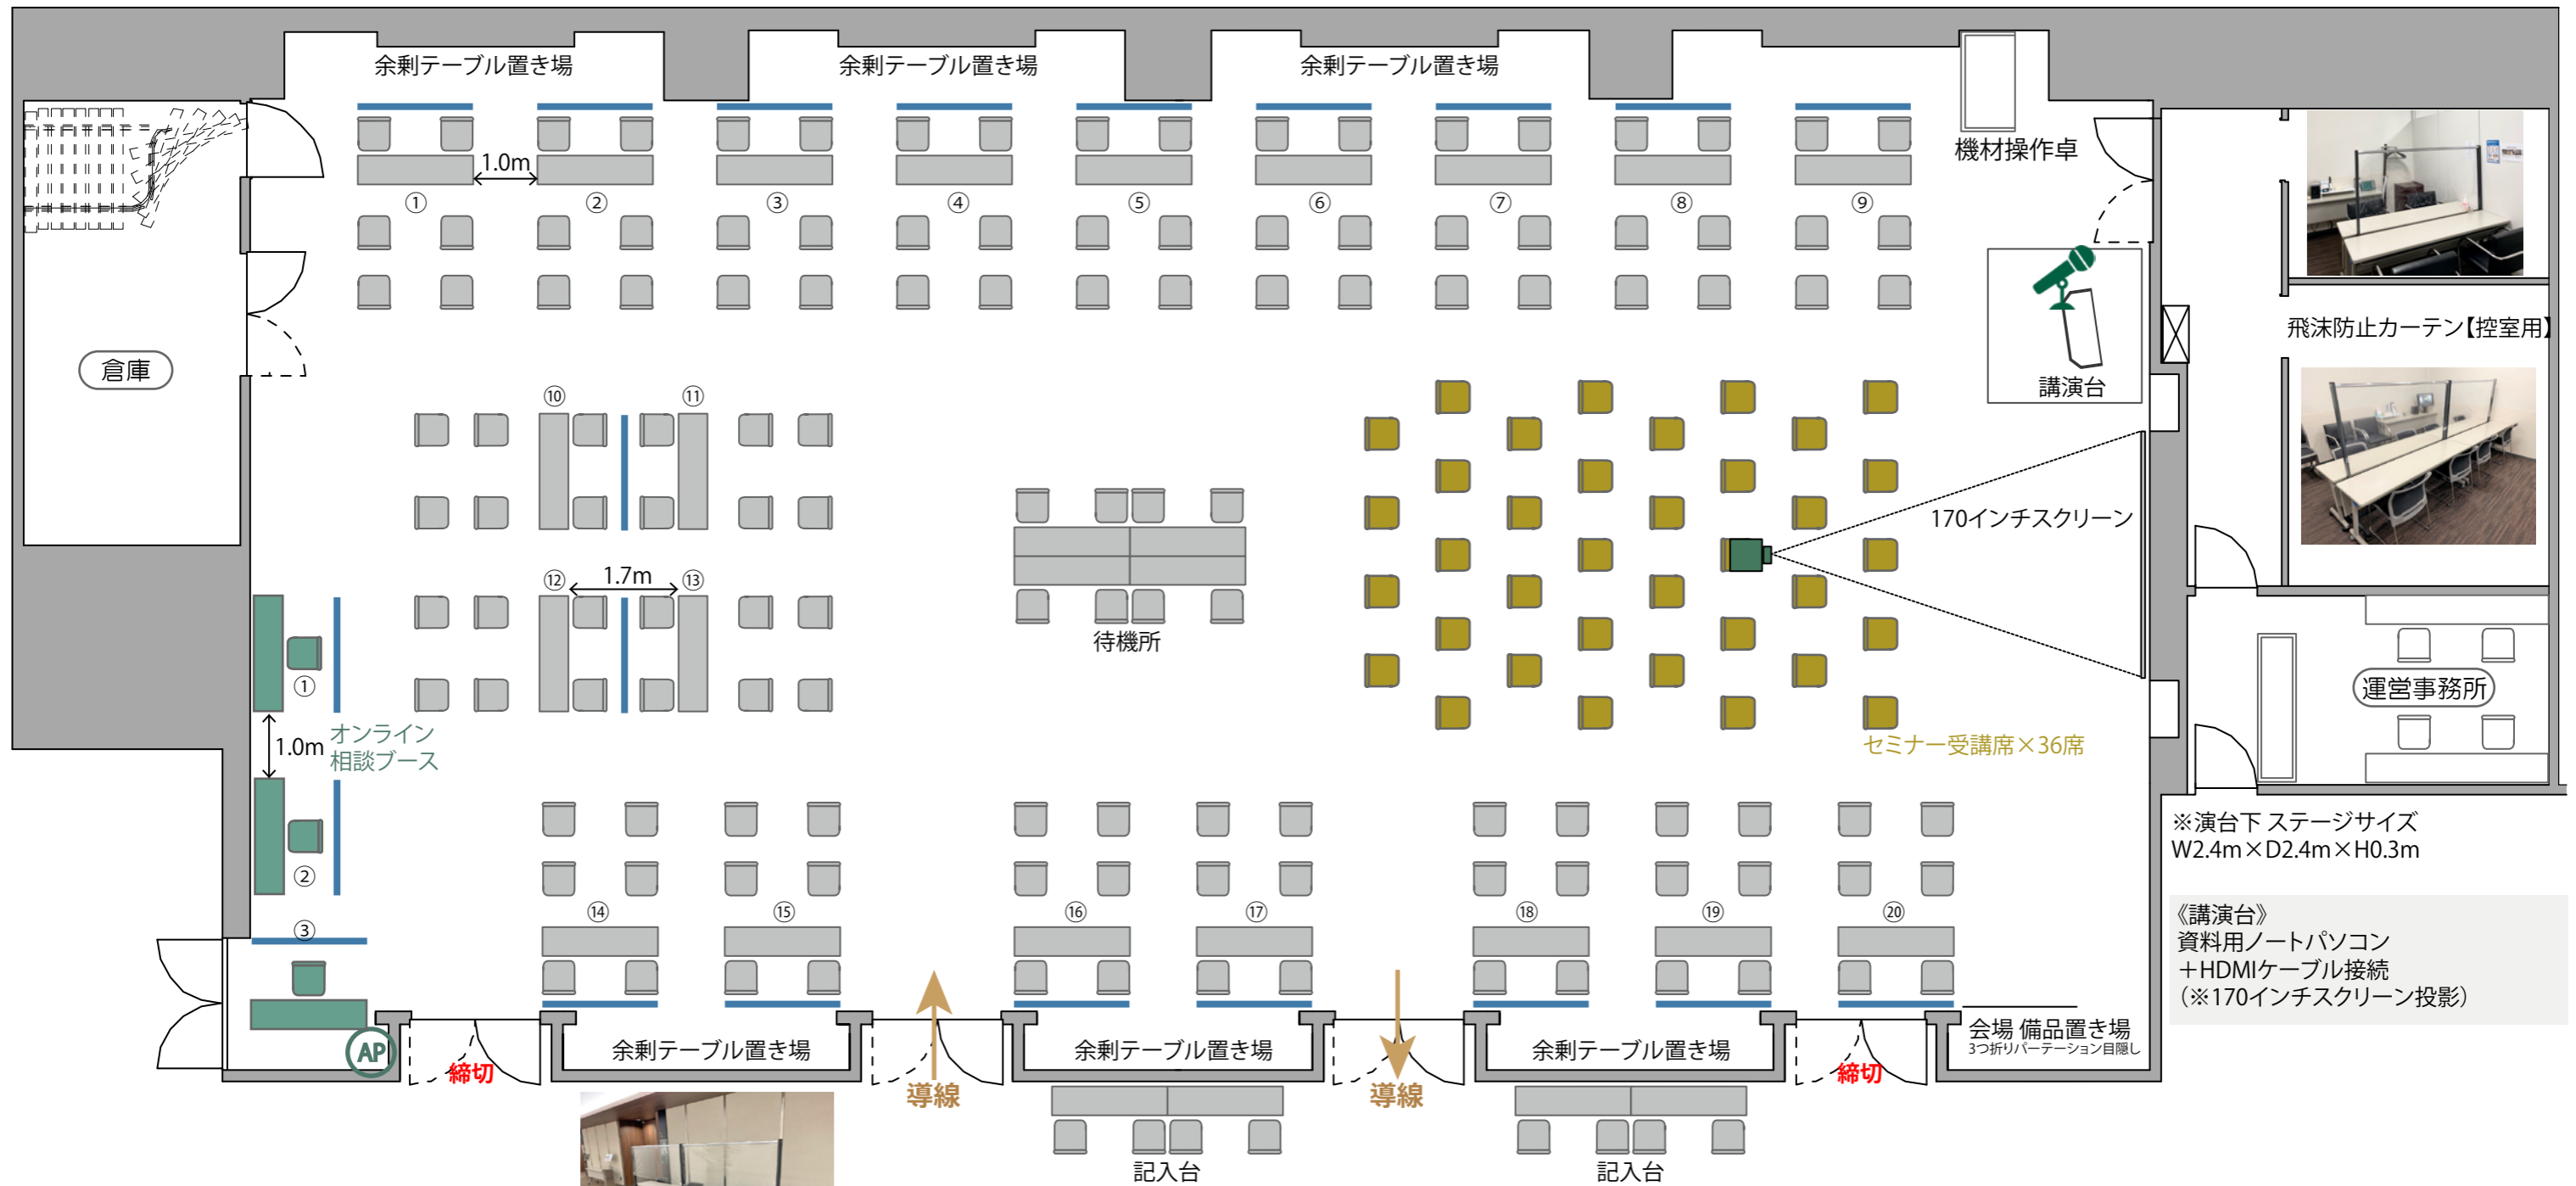 余剰テーブル置き場
余剰テーブル置き場
余剰テーブル置き場
機材操作卓
1.0m
①
②
③
④
⑤
⑥
⑦
⑧
⑨
倉庫
講演台
飛沫防止カーテン【控室用】
⑩
⑪
170インチスクリーン
⑫
1.7m
⑬
待機所
①
運営事務所
1.0m
オンライン
相談ブース
セミナー受講席×36席
②
③
⑭
⑮
⑯
⑰
⑱
⑲
⑳
※演台下 ステージサイズ
W2.4m×D2.4m×H0.3m
《講演台》
資料用ノートパソコン
＋HDMIケーブル接続
（※170インチスクリーン投影）
AP
締切
余剰テーブル置き場
導線
余剰テーブル置き場
導線
余剰テーブル置き場
締切
会場 備品置き場
3つ折りパーテーション目隠し
記入台
記入台